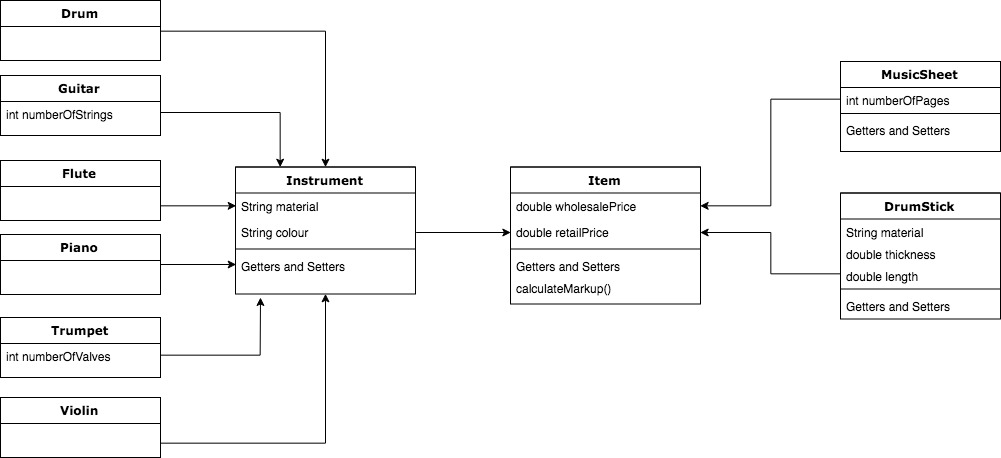 Drum
Guitar
int numberOfStrings
Flute
Piano
Trumpet
int numberOfValves
Violin
Instrument
String material
String colour
Getters and Setters
Item
double wholesalePrice
double retailPrice
Getters and Setters
calculateMarkup()
MusicSheet
int numberOfPages
Getters and Setters
DrumStick
String material
double thickness
double length
Getters and Setters